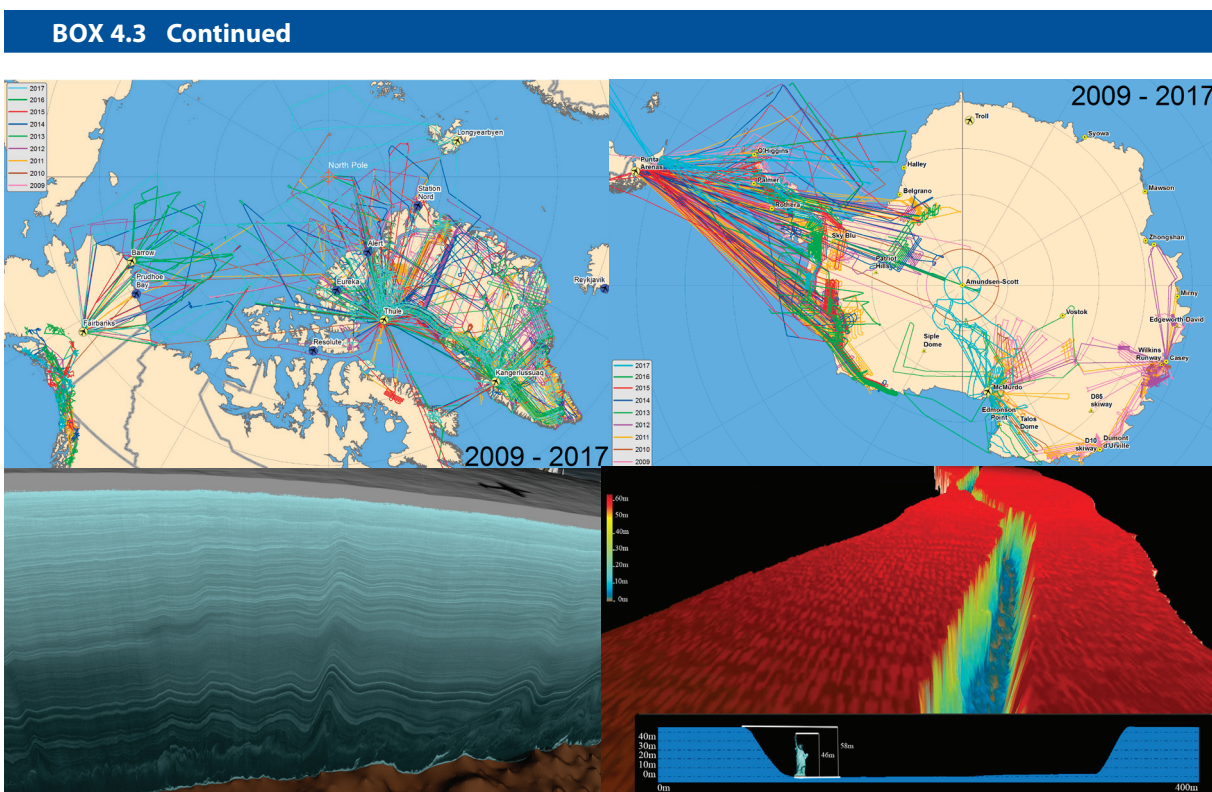 BOX 4.3 Continued
2017
2016
2015
2014
2013
2012
2011
2010
2009
North Pole
Longyearbyen
Station
Nord
Alert
Barrow
Prudhoe
Bay
Eureka
Reykjavik
Thule
Fairbanks
Resolute
Kangerlussuaq
2009 - 2017
2009 - 2017
Troll
Syowa
O'Higgins
Punta
Arenas
Halley
Palmer
Belgrano
Mawson
Rothera
Sky Blu
Zhongshan
Patriot
Hills
Amundsen-Scott
Mirny
Vostok
Edgeworth-David
Siple
Dome
Wilkins
Runway
Casey
2017
2016
2015
2014
2013
2012
2011
2010
2009
McMurdo
D85
skiway
Edmonson
Point
Talos
Dome
D10
skiway
Dumont
d'Urville
60m
50m
40m
30m
20m
10m
0m
40m
30m
20m
10m
0m
58m
46m
0m
400m